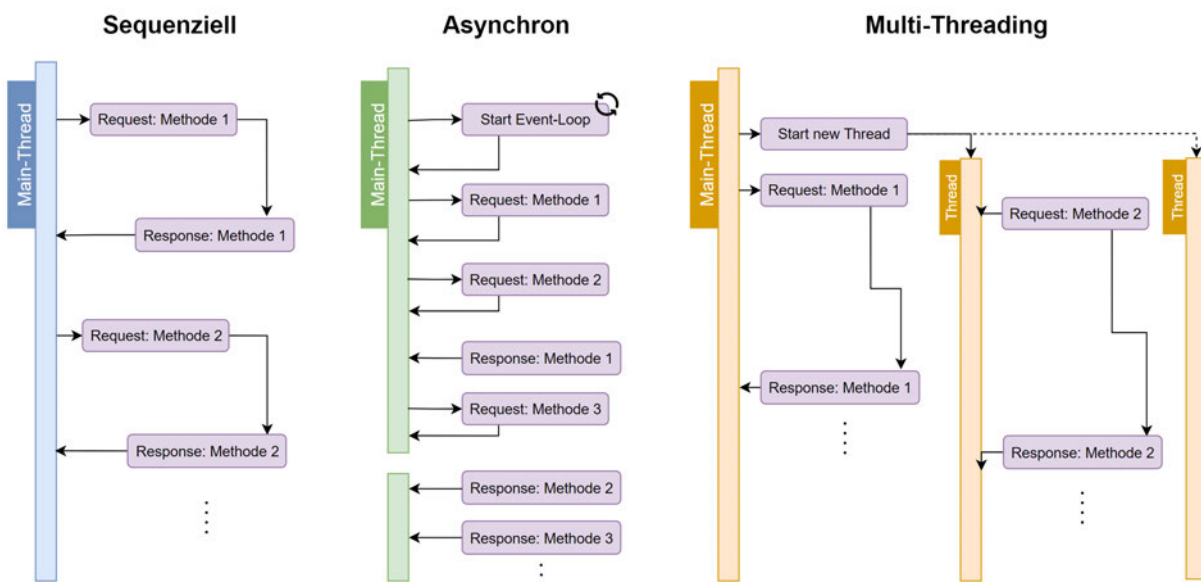 Sequenziell
Main-Thread
Request: Methode 1
Response: Methode 1
Request: Methode 2
Response: Methode 2
Asynchron
Main-Thread
Start Event-Loop
Request: Methode 1
Request: Methode 2
Response: Methode 1
Request: Methode 3
Response: Methode 2
Response: Methode 3
Multi-Threading
Main-Thread
Start new Thread
Request: Methode 1
Response: Methode 1
Thread
Request: Methode 2
Response: Methode 2
Thread